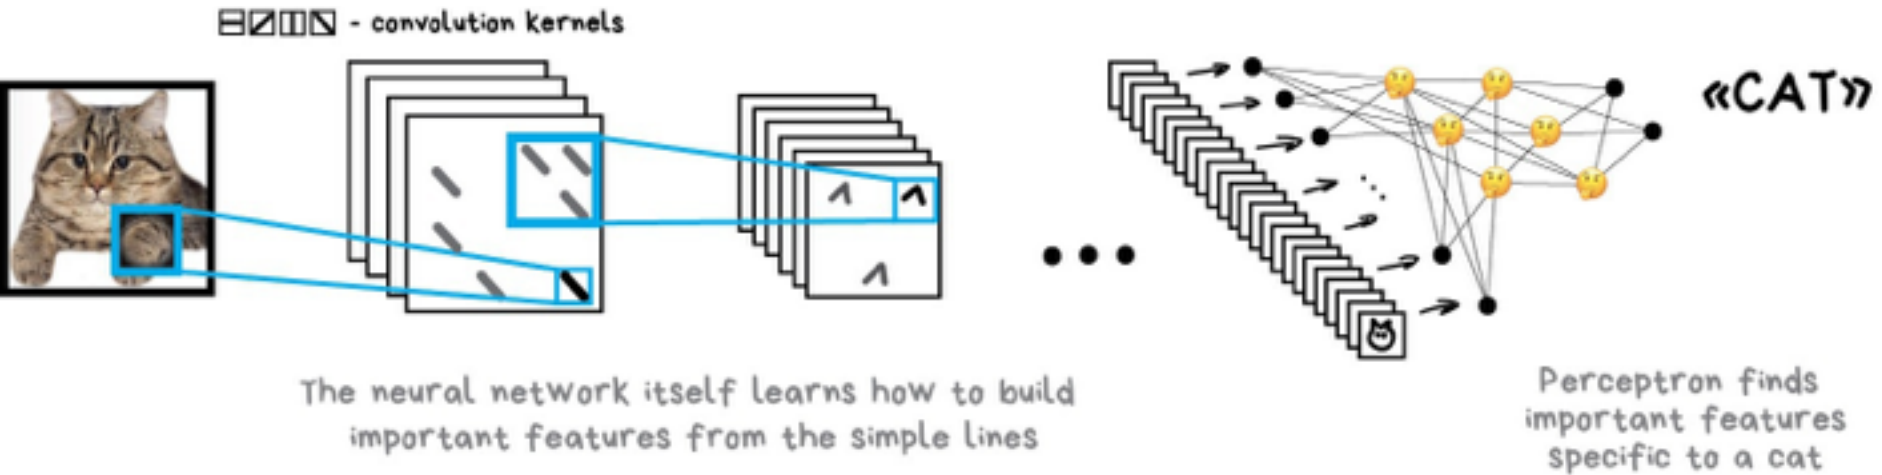 - convolution kernels
«CAT»
The neural network itself learns how to build
important features from the simple lines
Perceptron finds
important features
specific to a cat